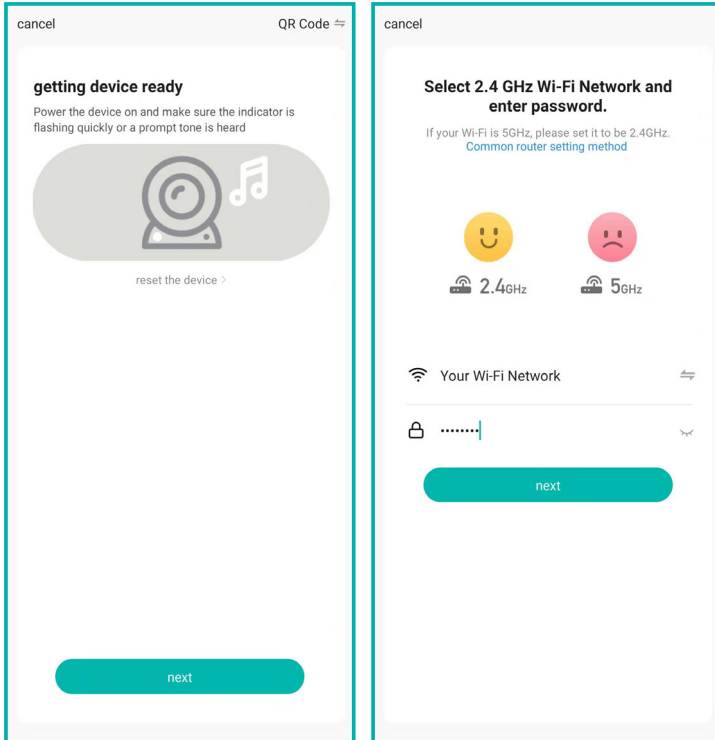 cancel
QR Code
getting device ready
Power the device on and make sure the indicator is
flashing quickly or a prompt tone is heard
reset the device >
next
cancel
Select 2.4 GHz Wi-Fi Network and
enter password.
If your Wi-Fi is 5GHz, please set it to be 2.4GHz.
Common router setting method
2.4GHz
5GHz
Your Wi-Fi Network
••••••••
next